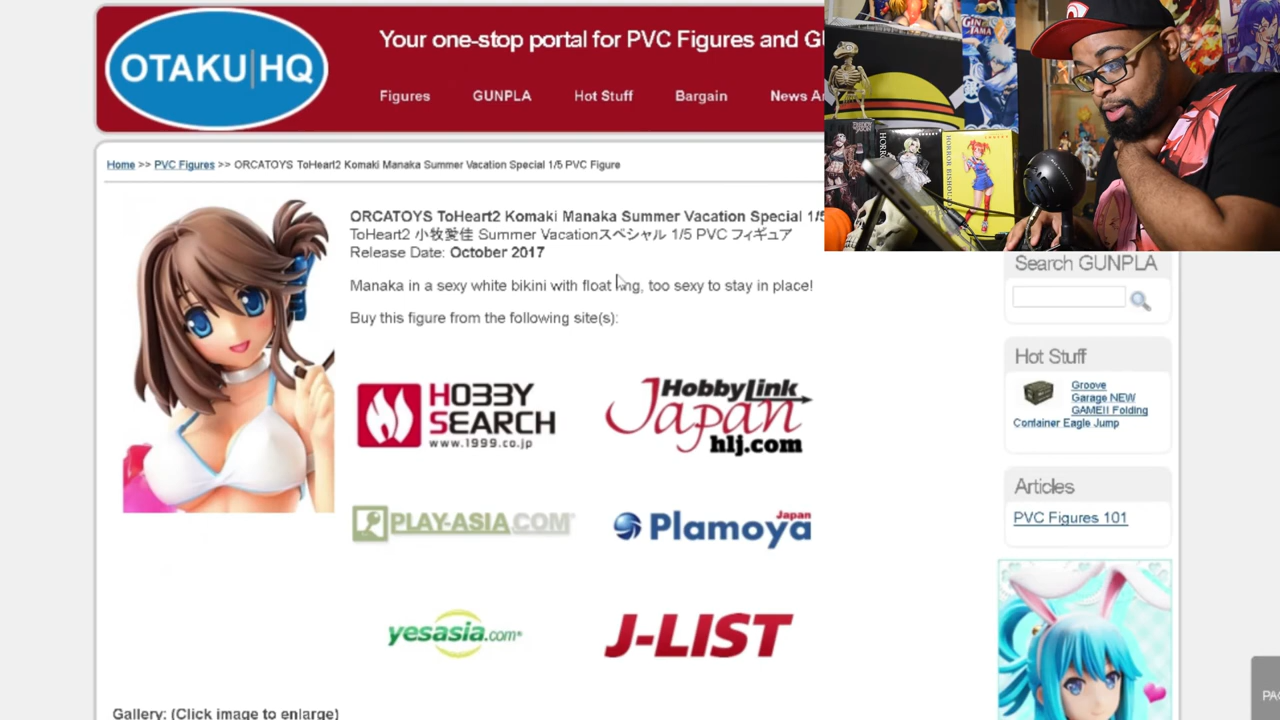 OTAKU|HQ
Your one-stop portal for PVC Figures and
Figures
GUNPLA
Hot Stuff
Bargain
News
Home >> PVC Figures >> ORCATOYS ToHeart2 Komaki Manaka Summer Vacation Special 1/5 PVC Figure
ORCATOYS ToHeart2 Komaki Manaka Summer Vacation Special 1/5
ToHeart2 小牧愛佳 Summer Vacationスペシャル 1/5 PVC フィギュア
Release Date: October 2017
Manaka in a sexy white bikini with float ring, too sexy to stay in place!
Buy this figure from the following site(s):
HOBBY
SEARCH
www.1999.co.jp
HobbyLink
Japan
hlj.com
PLAY-ASIA.COM
Japan
Plamoya
yesasia.com
J-LIST
Gallery: (Click image to enlarge)
GINTAMA
HORROR BISHOUJO
Search GUNPLA
Hot Stuff
Groove
Garage NEW
GAME!! Folding
Container Eagle Jump
Articles
PVC Figures 101